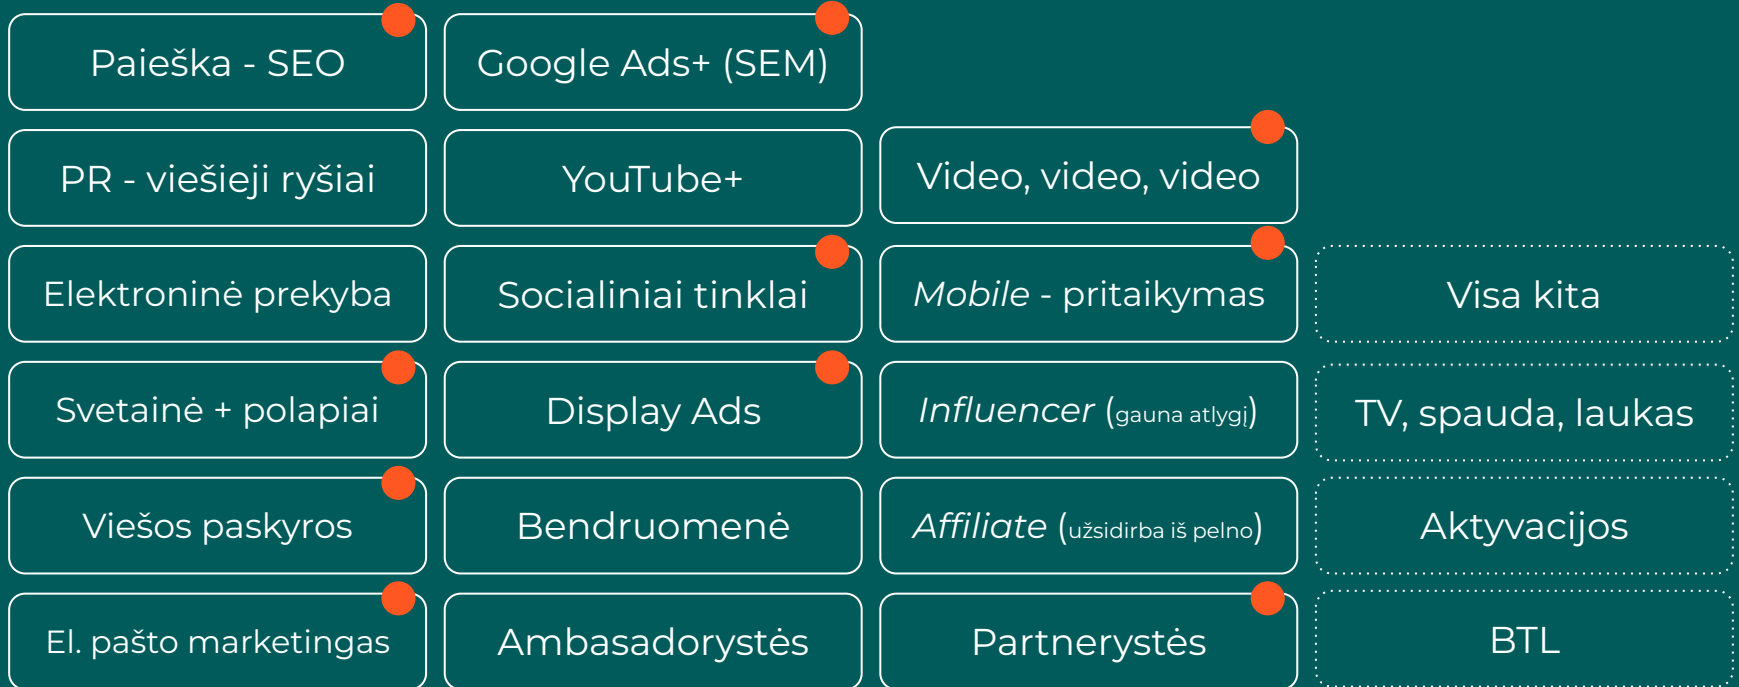 Paieška - SEO
Google Ads+ (SEM)
PR - viešieji ryšiai
YouTube+
Video, video, video
Elektroninė prekyba
Socialiniai tinklai
Mobile - pritaikymas
Visa kita
Svetainė + polapiai
Display Ads
Influencer (gauna atlygį)
TV, spauda, laukas
Viešos paskyros
Bendruomenė
Affiliate (užsidirba iš pelno)
Aktyvacijos
El. pašto marketingas
Ambasadorystės
Partnerystės
BTL